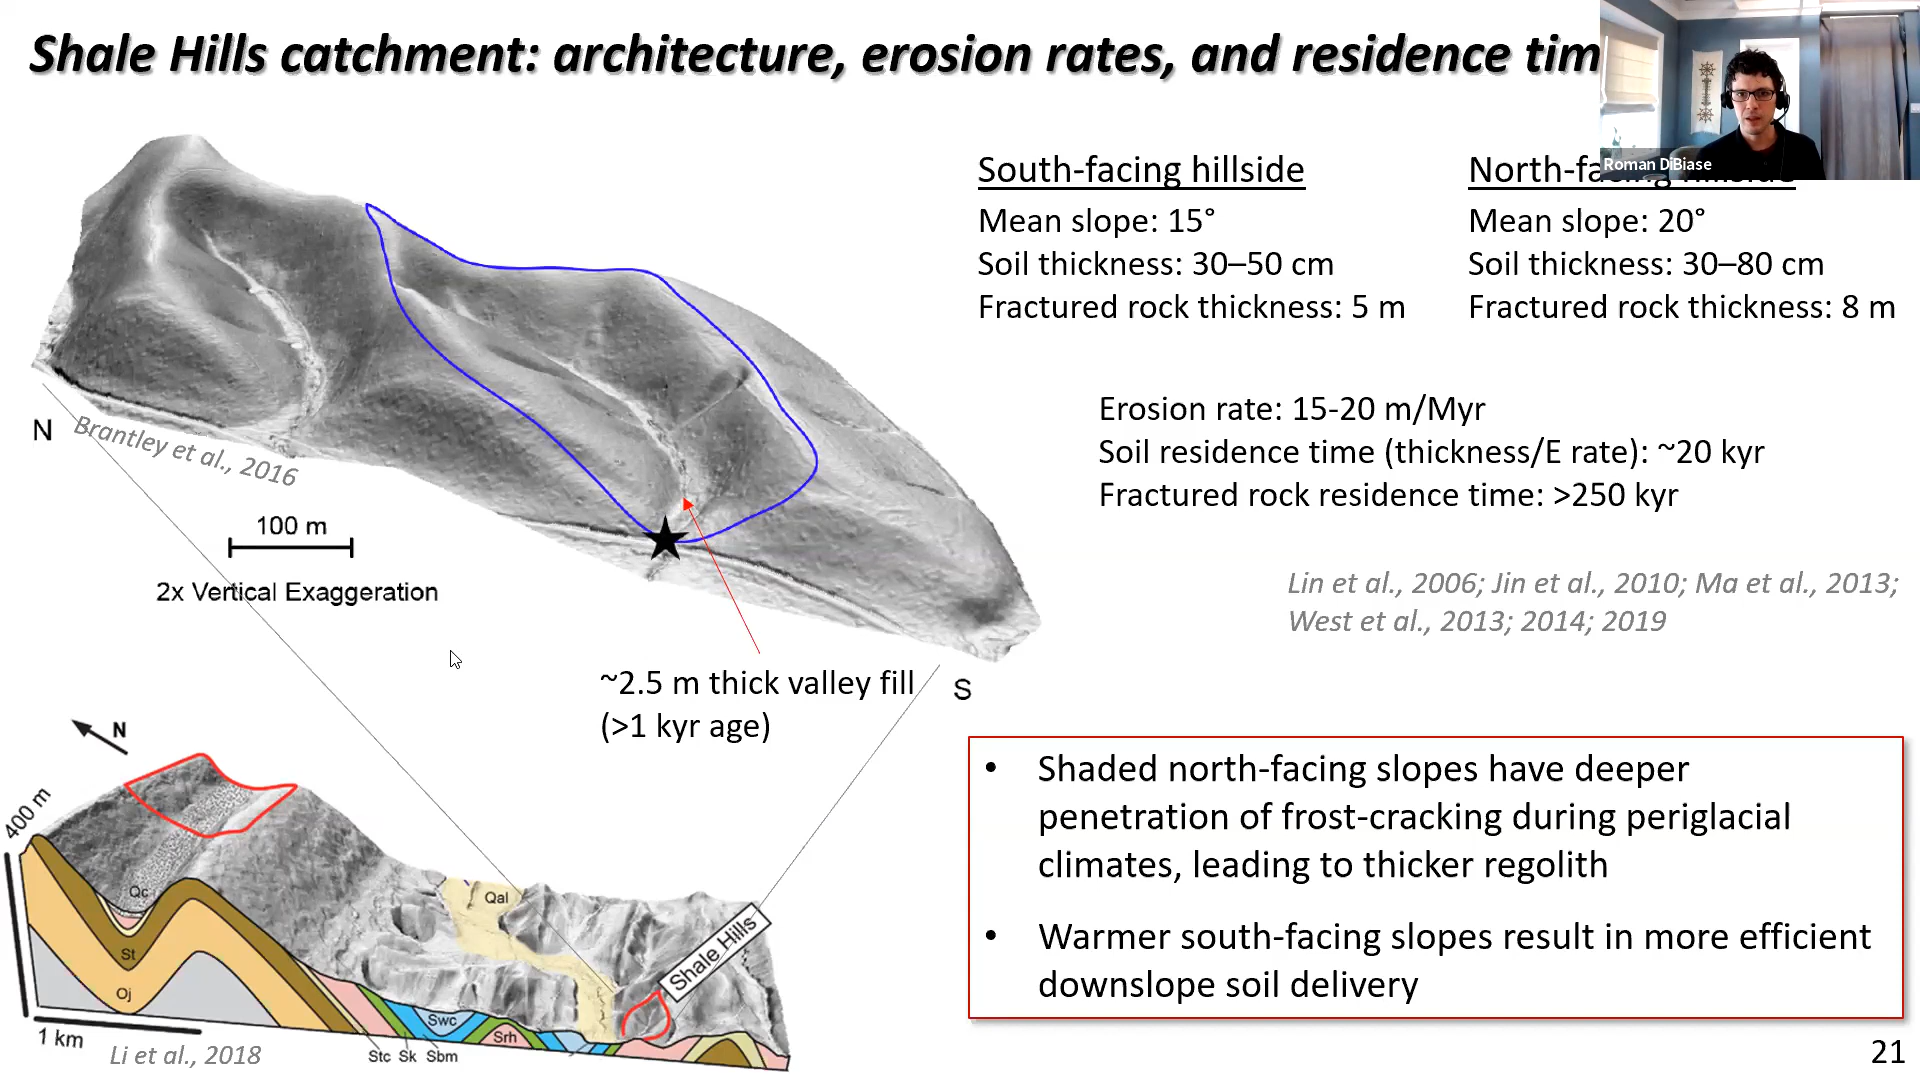 Shale Hills catchment: architecture, erosion rates, and residence tim
Roman DiBiase
South-facing hillside
Mean slope: 15°
Soil thickness: 30–50 cm
Fractured rock thickness: 5 m
North-facing hillside
Mean slope: 20°
Soil thickness: 30–80 cm
Fractured rock thickness: 8 m
Erosion rate: 15-20 m/Myr
Soil residence time (thickness/E rate): ~20 kyr
Fractured rock residence time: >250 kyr
Lin et al., 2006; Jin et al., 2010; Ma et al., 2013;
West et al., 2013; 2014; 2019
N
Brantley et al., 2016
100 m
2x Vertical Exaggeration
~2.5 m thick valley fill
(>1 kyr age)
S
N
400 m
Qc
St
Oj
Qal
Shale Hills
Swc
Srh
1 km
Stc Sk Sbm
Li et al., 2018
• Shaded north-facing slopes have deeper
penetration of frost-cracking during periglacial
climates, leading to thicker regolith
• Warmer south-facing slopes result in more efficient
downslope soil delivery
21